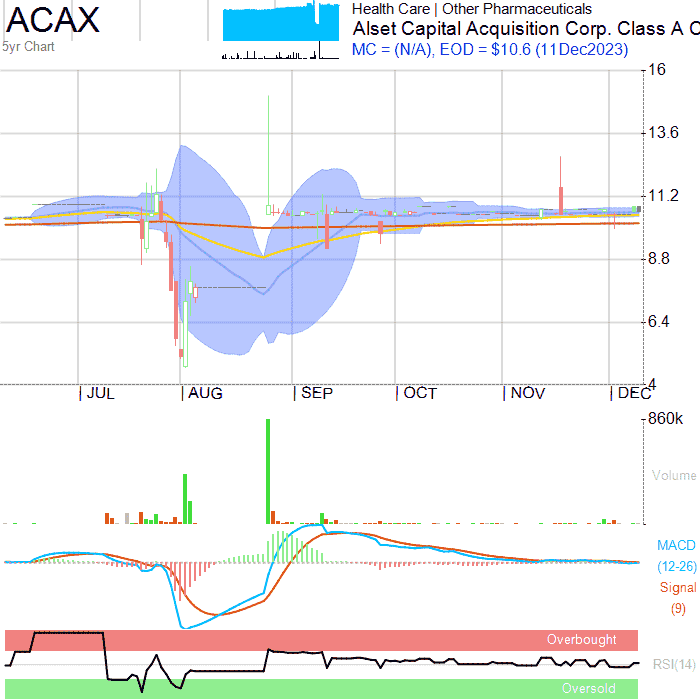 ACAX
5yr Chart
Health Care | Other Pharmaceuticals
Alset Capital Acquisition Corp. Class A C
MC = (N/A), EOD = $10.6 (11Dec2023)
16
13.6
11.2
8.8
6.4
4
JUL AUG SEP OCT NOV DEC
860k
Volume
MACD
(12-26)
Signal
(9)
Overbought
RSI(14)
Oversold